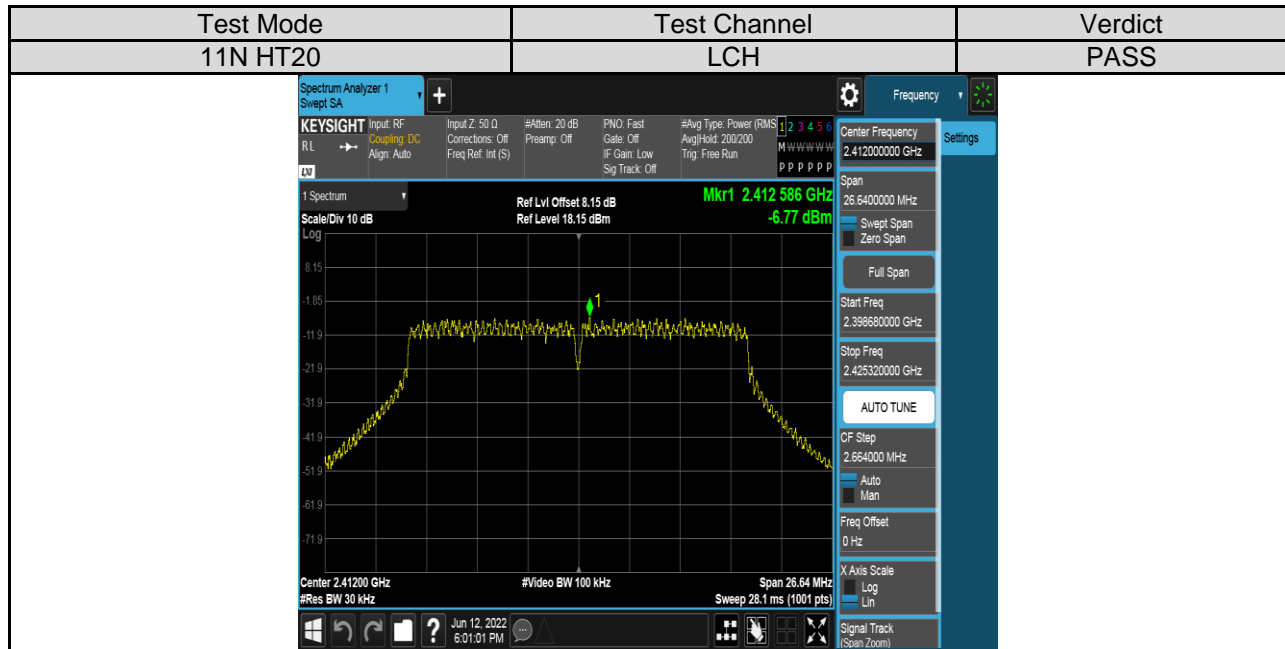 Test Mode Test Channel Verdict
11N HT20 LCH PASS
Spectrum Analyzer 1
Swept SA
+
Frequency
KEYSIGHT
RL
LXI
Input: RF
Coupling: DC
Align: Auto
Input Z: 50 Ω
Corrections: Off
Freq Ref: Int (S)
#Atten: 20 dB
Preamp: Off
PNO: Fast
Gate: Off
IF Gain: Low
Sig Track: Off
#Avg Type: Power (RMS
Avg|Hold: 200/200
Trig: Free Run
1 2 3 4 5 6
M W W W W W
P P P P P P
1 Spectrum
Scale/Div 10 dB
Log
Ref Lvl Offset 8.15 dB
Ref Level 18.15 dBm
Mkr1 2.412 586 GHz
-6.77 dBm
8.15
-1.85
-11.9
-21.9
-31.9
-41.9
-51.9
-61.9
-71.9
1
Center 2.41200 GHz
#Res BW 30 kHz
#Video BW 100 kHz
Span 26.64 MHz
Sweep 28.1 ms (1001 pts)
Settings
Center Frequency
2.412000000 GHz
Span
26.6400000 MHz
Swept Span
Zero Span
Full Span
Start Freq
2.398680000 GHz
Stop Freq
2.425320000 GHz
AUTO TUNE
CF Step
2.664000 MHz
Auto
Man
Freq Offset
0 Hz
X Axis Scale
Log
Lin
Signal Track
(Span Zoom)
?
Jun 12, 2022
6:01:01 PM